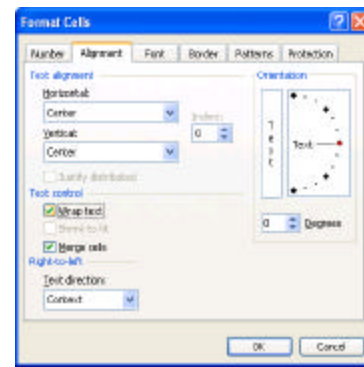 Format Cells
Number Alignment Font Border Patterns Protection
Text alignment
Horizontal:
Center
Indent:
0
Vertical:
Center
Justify distributed
Text control
Wrap text
Shrink to fit
Merge cells
Right-to-left
Text direction:
Context
Orientation
Text
Text
0 Degrees
OK Cancel